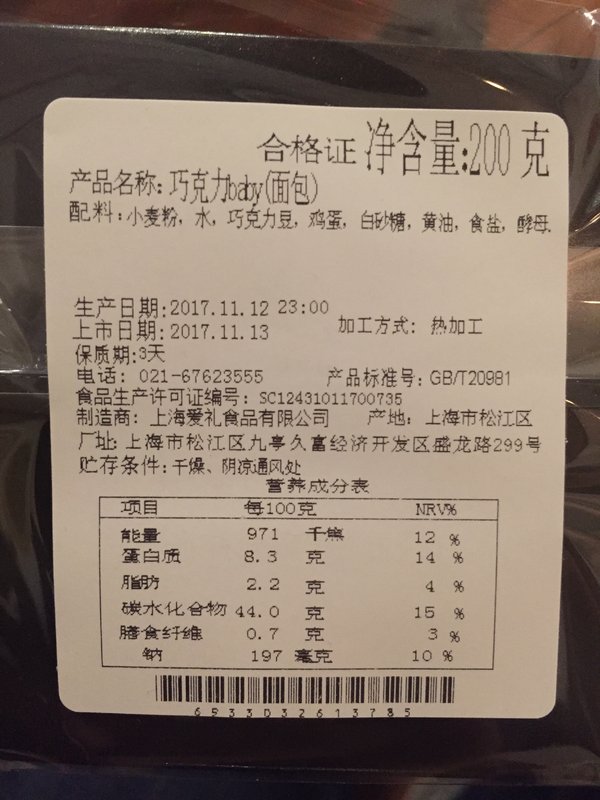 合格证 净含量:200 克
产品名称: 巧克力baby(面包)
配料: 小麦粉, 水, 巧克力豆, 鸡蛋, 白砂糖, 黄油, 食盐, 酵母.
生产日期:2017.11.12 23:00
上市日期:2017.11.13 加工方式: 热加工
保质期:3天
电话: 021-67623555 产品标准号: GB/T20981
食品生产许可证编号: SC12431011700735
制造商: 上海爱礼食品有限公司 产地: 上海市松江区
厂址: 上海市松江区九亭久富经济开发区盛龙路299号
贮存条件: 干燥、阴凉通风处
营养成分表
项目 每100克 NRV%
能量 971 千焦 12 %
蛋白质 8.3 克 14 %
脂肪 2.2 克 4 %
碳水化合物 44.0 克 15 %
膳食纤维 0.7 克 3 %
钠 197 毫克 10 %
6933032613785